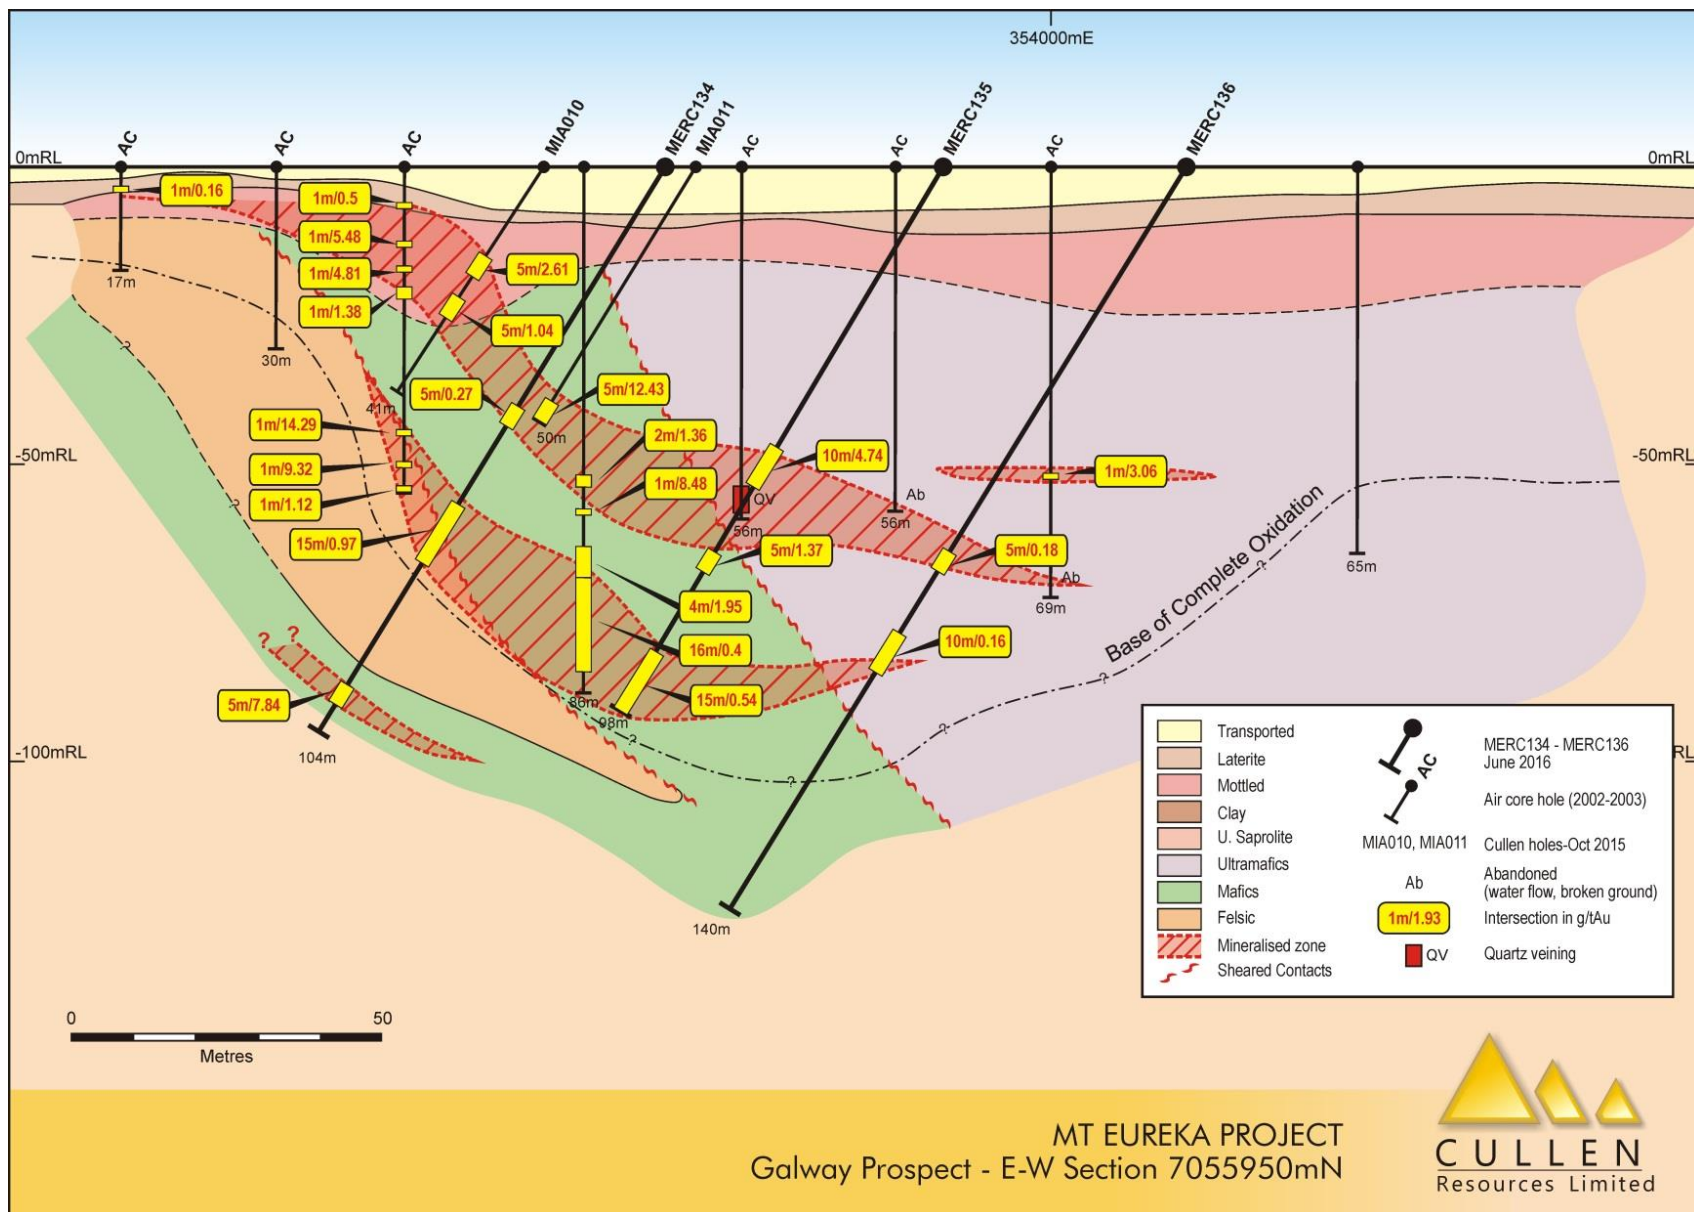 354000mE
AC
AC
AC
MIA010
MERC134
MIA011
AC
AC
MERC135
AC
MERC136
0mRL
0mRL
1m/0.16
1m/0.5
1m/5.48
1m/4.81
1m/1.38
5m/2.61
5m/1.04
17m
30m
41m
5m/0.27
5m/12.43
50m
1m/14.29
2m/1.36
-50mRL
-50mRL
1m/9.32
1m/8.48
10m/4.74
1m/3.06
1m/1.12
QV
Ab
56m
56m
15m/0.97
5m/1.37
5m/0.18
Ab
69m
65m
Base of Complete Oxidation
4m/1.95
16m/0.4
10m/0.16
15m/0.54
5m/7.84
86m
98m
104m
-100mRL
RL
140m
?
?
?
?
?
?
?
?
?
?
Transported
Laterite
Mottled
Clay
U. Saprolite
Ultramafics
Mafics
Felsic
Mineralised zone
Sheared Contacts
MERC134 - MERC136
June 2016
AC
Air core hole (2002-2003)
MIA010, MIA011
Cullen holes-Oct 2015
Ab
Abandoned
(water flow, broken ground)
1m/1.93
Intersection in g/tAu
QV
Quartz veining
0
50
Metres
MT EUREKA PROJECT
Galway Prospect - E-W Section 7055950mN
CULLEN
Resources Limited